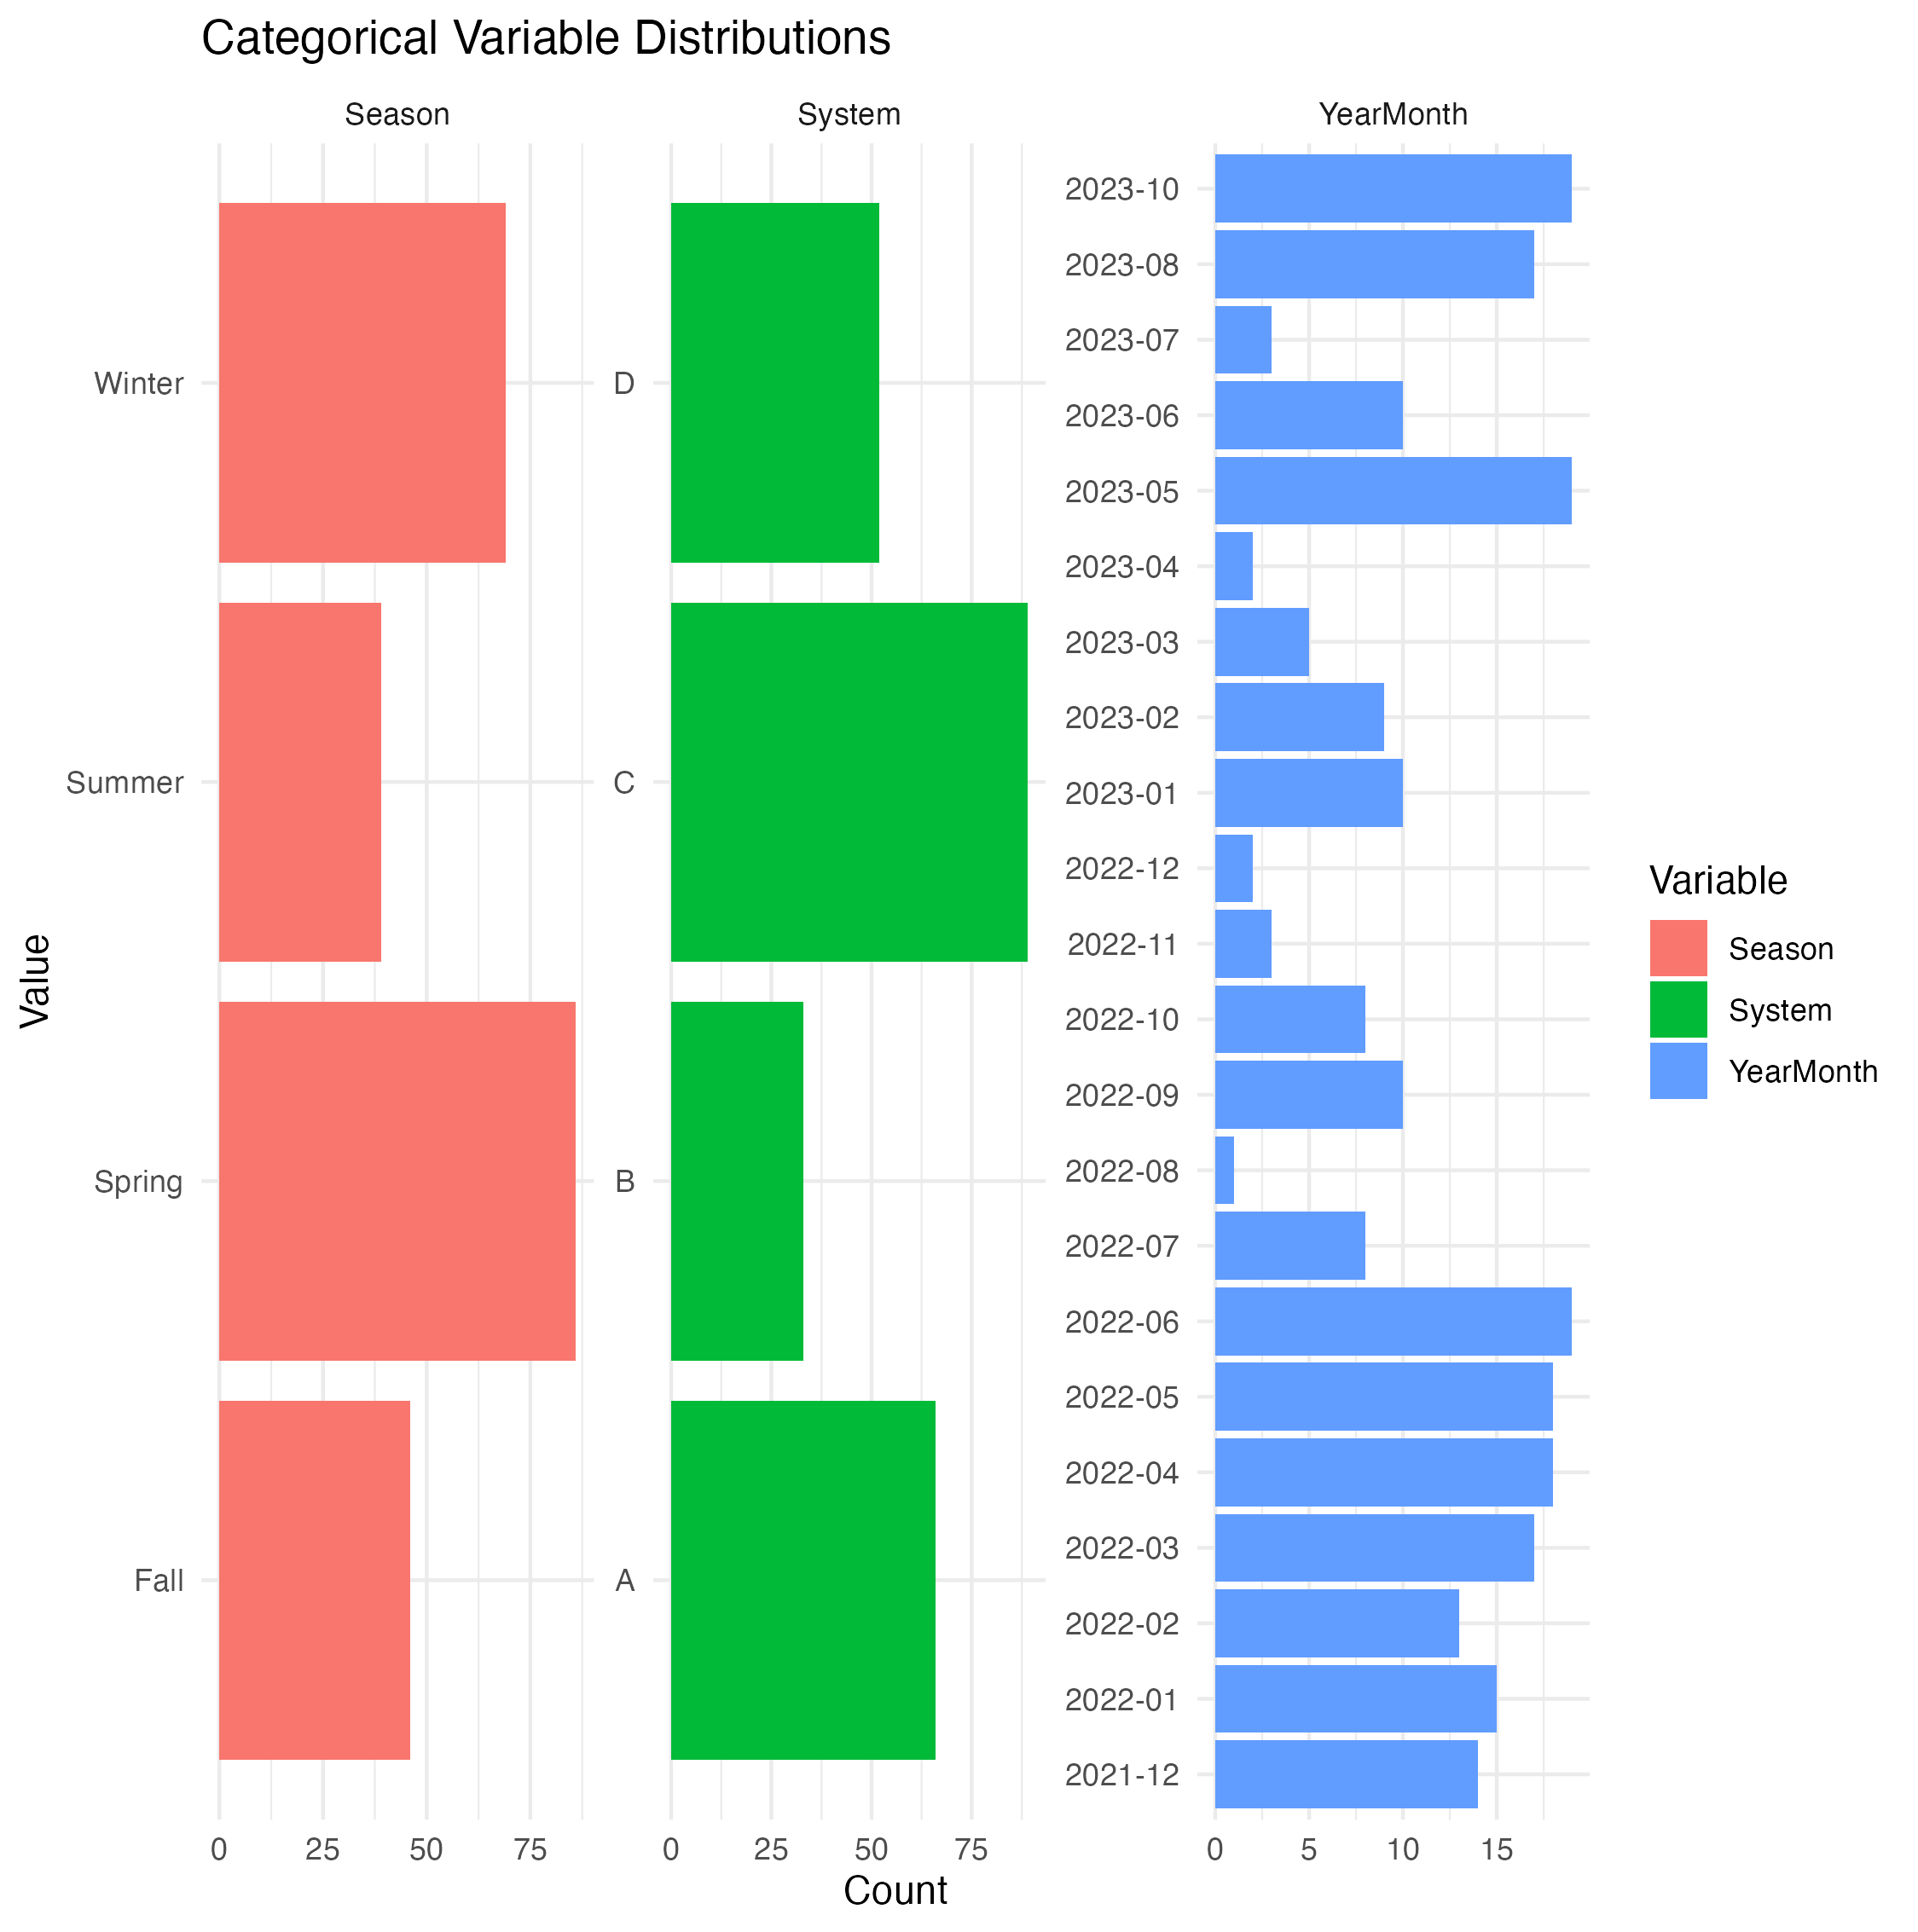 Categorical Variable Distributions
Season
System
YearMonth
Value
Winter
Summer
Spring
Fall
0 25 50 75
D
C
B
A
0 25 50 75
2023-10
2023-08
2023-07
2023-06
2023-05
2023-04
2023-03
2023-02
2023-01
2022-12
2022-11
2022-10
2022-09
2022-08
2022-07
2022-06
2022-05
2022-04
2022-03
2022-02
2022-01
2021-12
0 5 10 15
Count
Variable
Season
System
YearMonth